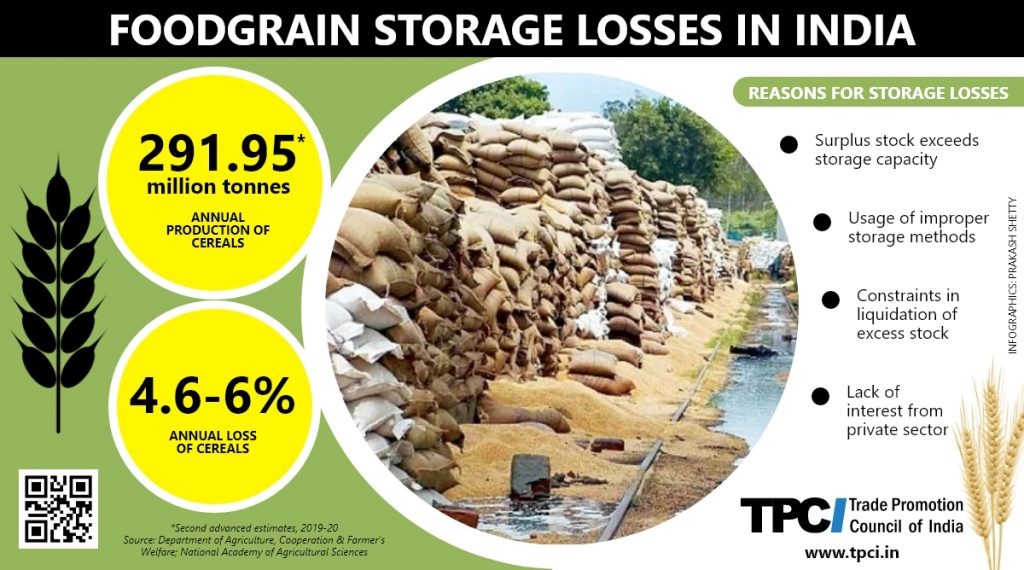 FOODGRAIN STORAGE LOSSES IN INDIA
291.95*
million tonnes
ANNUAL
PRODUCTION OF
CEREALS
4.6-6%
ANNUAL LOSS
OF CEREALS
*Second advanced estimates, 2019-20
Source: Department of Agriculture, Cooperation & Farmer's
Welfare; National Academy of Agricultural Sciences
REASONS FOR STORAGE LOSSES
Surplus stock exceeds
storage capacity
Usage of improper
storage methods
Constraints in
liquidation of
excess stock
Lack of
interest from
private sector
INFOGRAPHICS: PRAKASH SHETTY
TPCI Trade Promotion
Council of India
www.tpci.in